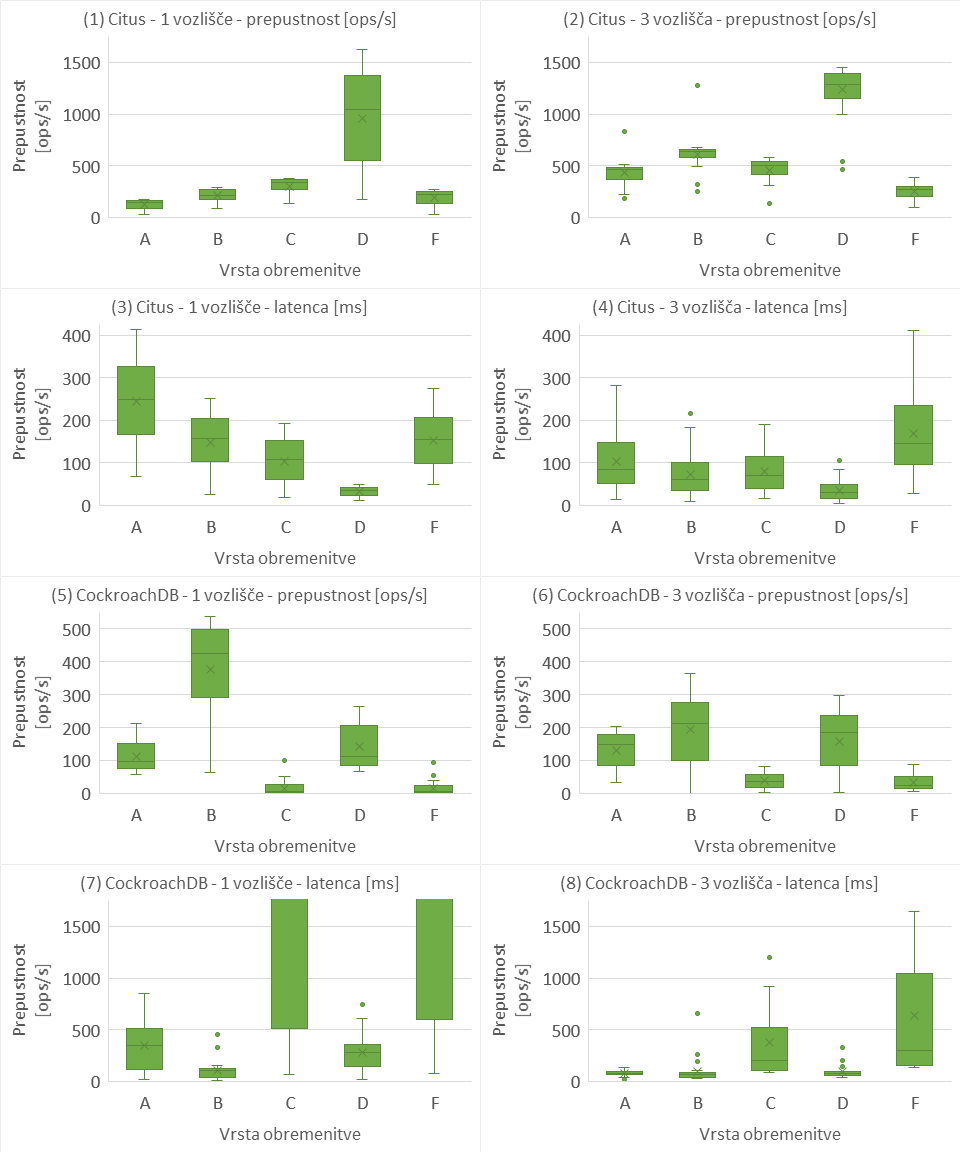 (1) Citus - 1 vozlišče - prepustnost [ops/s]
Prepustnost
[ops/s]
1500
1000
500
0
A B C D F
Vrsta obremenitve
(2) Citus - 3 vozlišča - prepustnost [ops/s]
Prepustnost
[ops/s]
1500
1000
500
0
A B C D F
Vrsta obremenitve
(3) Citus - 1 vozlišče - latenca [ms]
Prepustnost
[ops/s]
400
300
200
100
0
A B C D F
Vrsta obremenitve
(4) Citus - 3 vozlišča - latenca [ms]
Prepustnost
[ops/s]
400
300
200
100
0
A B C D F
Vrsta obremenitve
(5) CockroachDB - 1 vozlišče - prepustnost [ops/s]
Prepustnost
[ops/s]
500
400
300
200
100
0
A B C D F
Vrsta obremenitve
(6) CockroachDB - 3 vozlišča - prepustnost [ops/s]
Prepustnost
[ops/s]
500
400
300
200
100
0
A B C D F
Vrsta obremenitve
(7) CockroachDB - 1 vozlišče - latenca [ms]
Prepustnost
[ops/s]
1500
1000
500
0
A B C D F
Vrsta obremenitve
(8) CockroachDB - 3 vozlišča - latenca [ms]
Prepustnost
[ops/s]
1500
1000
500
0
A B C D F
Vrsta obremenitve